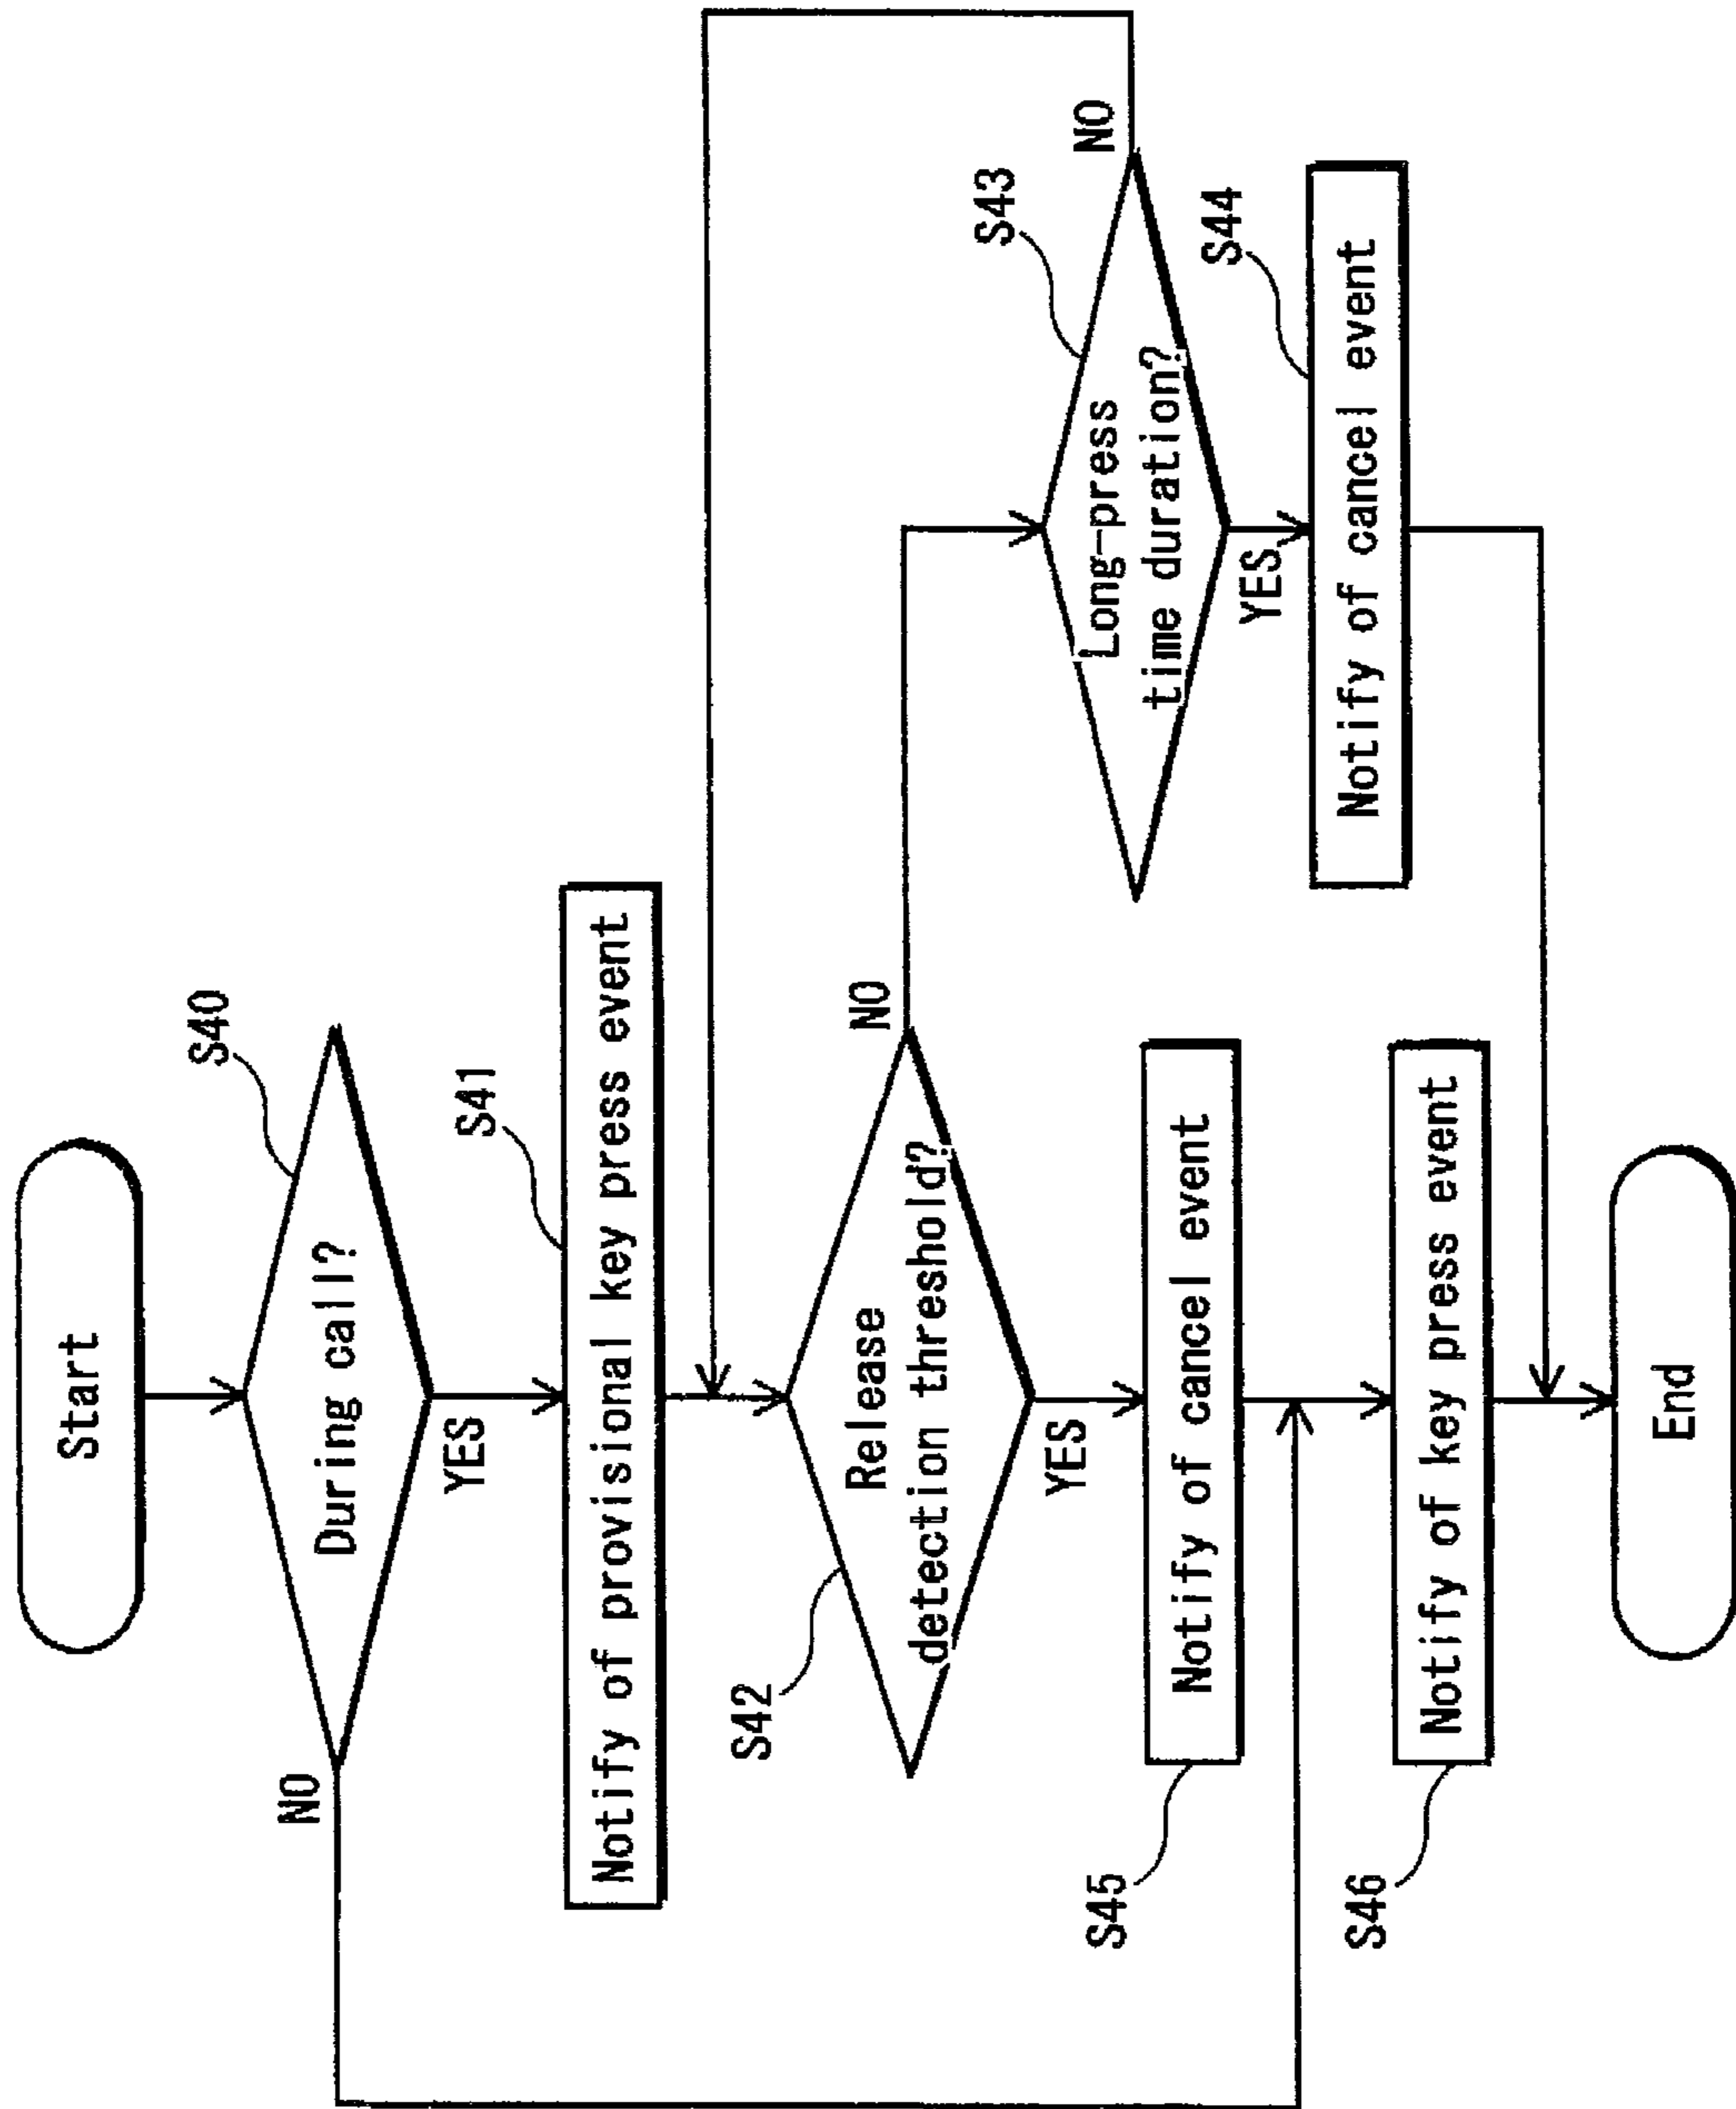 Start
S40
During call?
NO
YES
S41
Notify of provisional key press event
S42
Release
detection threshold?
NO
YES
S43
Long-press
time duration?
NO
YES
S44
Notify of cancel event
S45
Notify of cancel event
S46
Notify of key press event
End